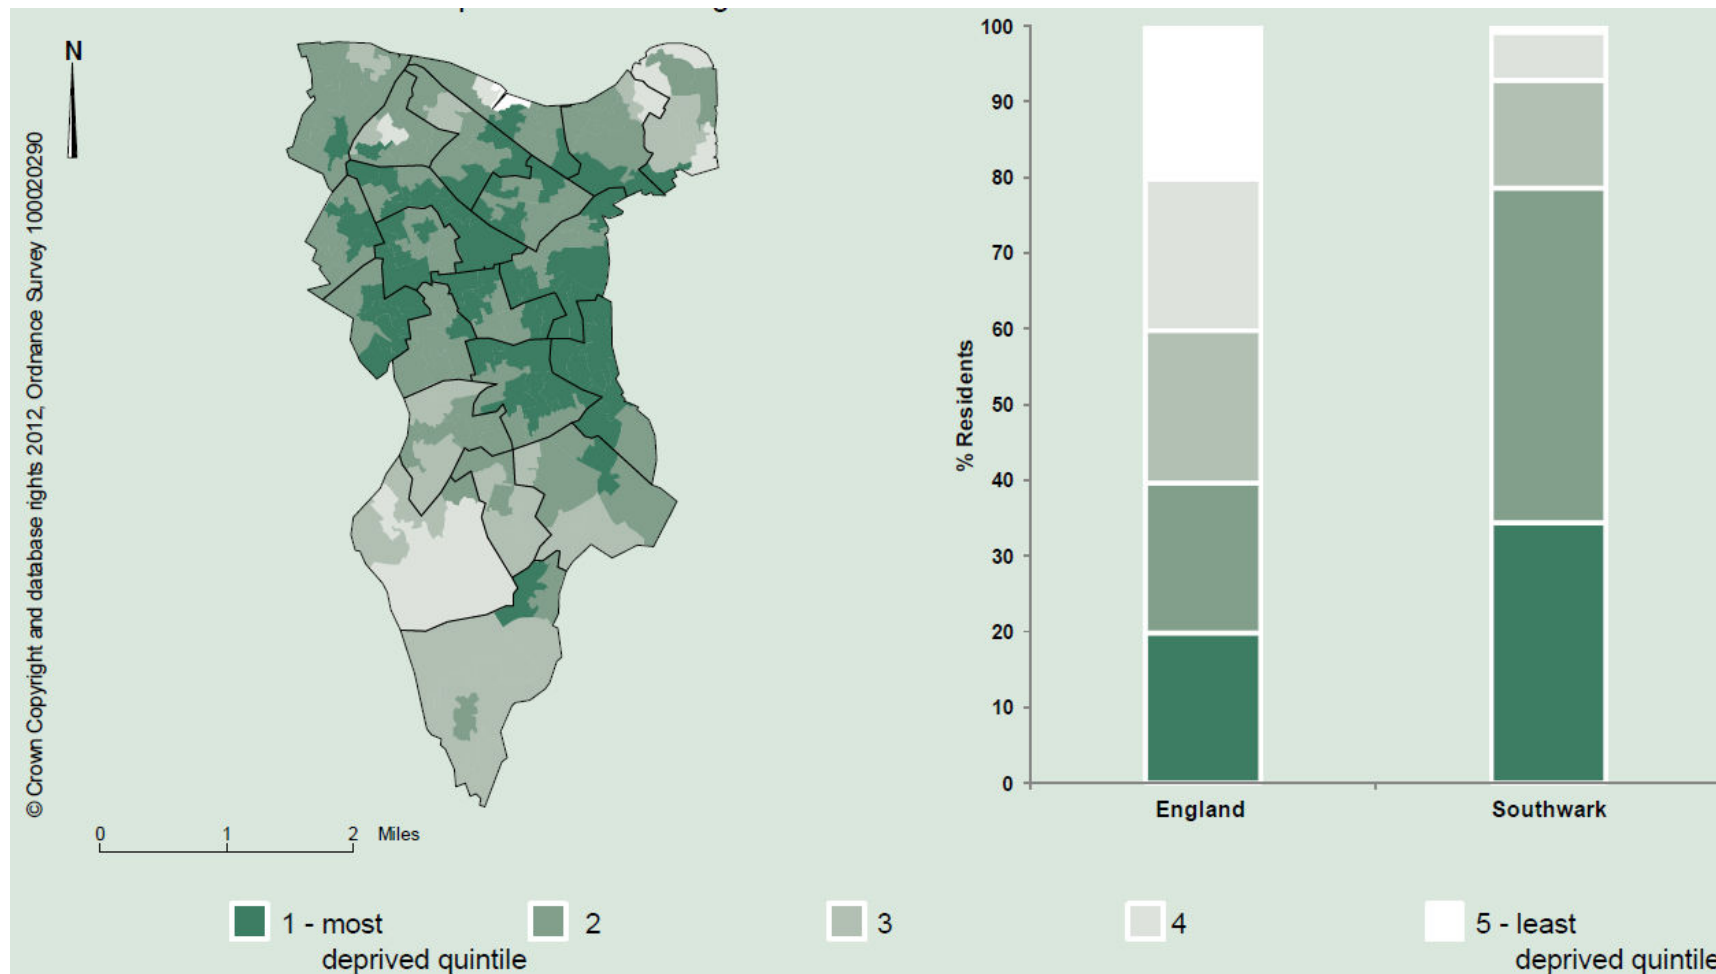 N
© Crown Copyright and database rights 2012, Ordnance Survey 100020290
0 1 2 Miles
100
90
80
70
60
50
40
30
20
10
0
% Residents
England Southwark
1 - most
deprived quintile
2
3
4
5 - least
deprived quintile